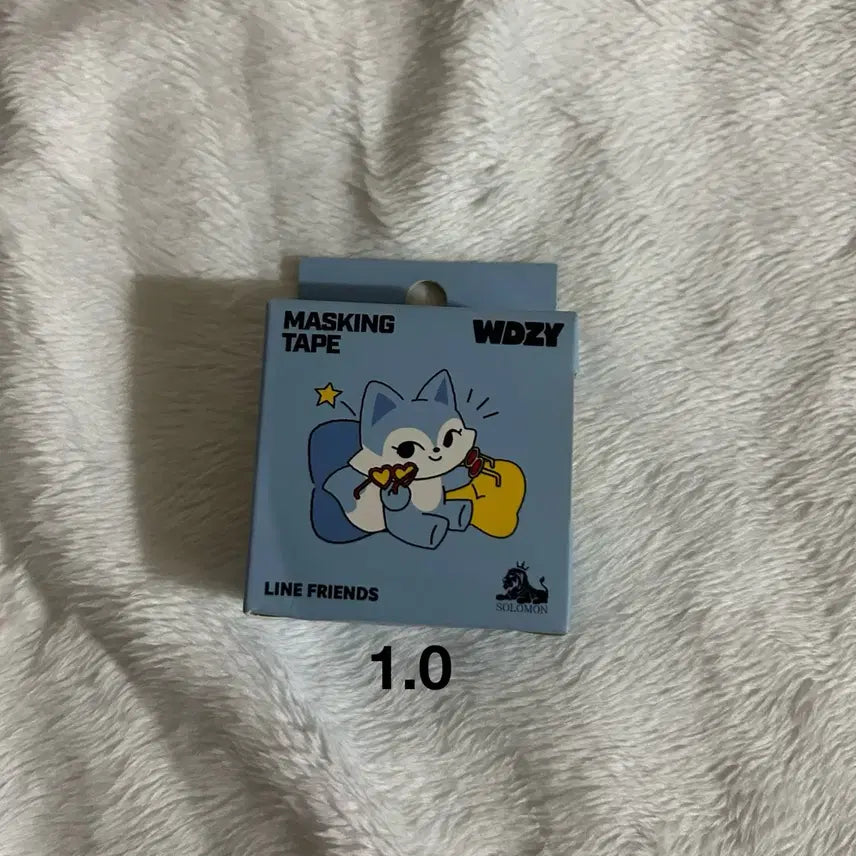 MASKING
TAPE
WDZY
LINE FRIENDS
SOLOMON
1.0